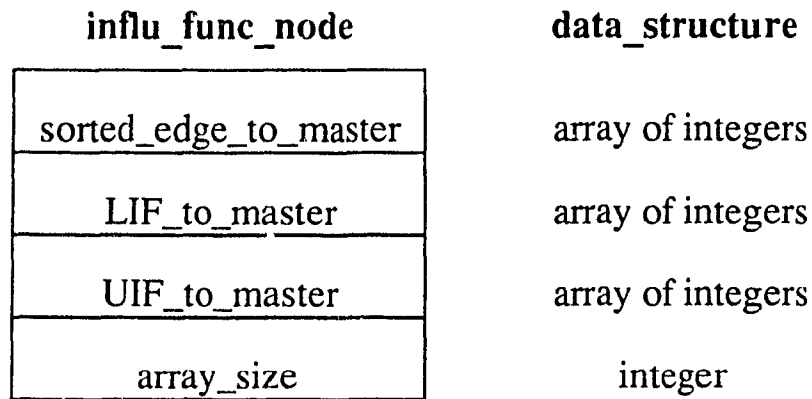 influ_func_node data_structure
sorted_edge_to_master array of integers
LIF_to_master array of integers
UIF_to_master array of integers
array_size integer